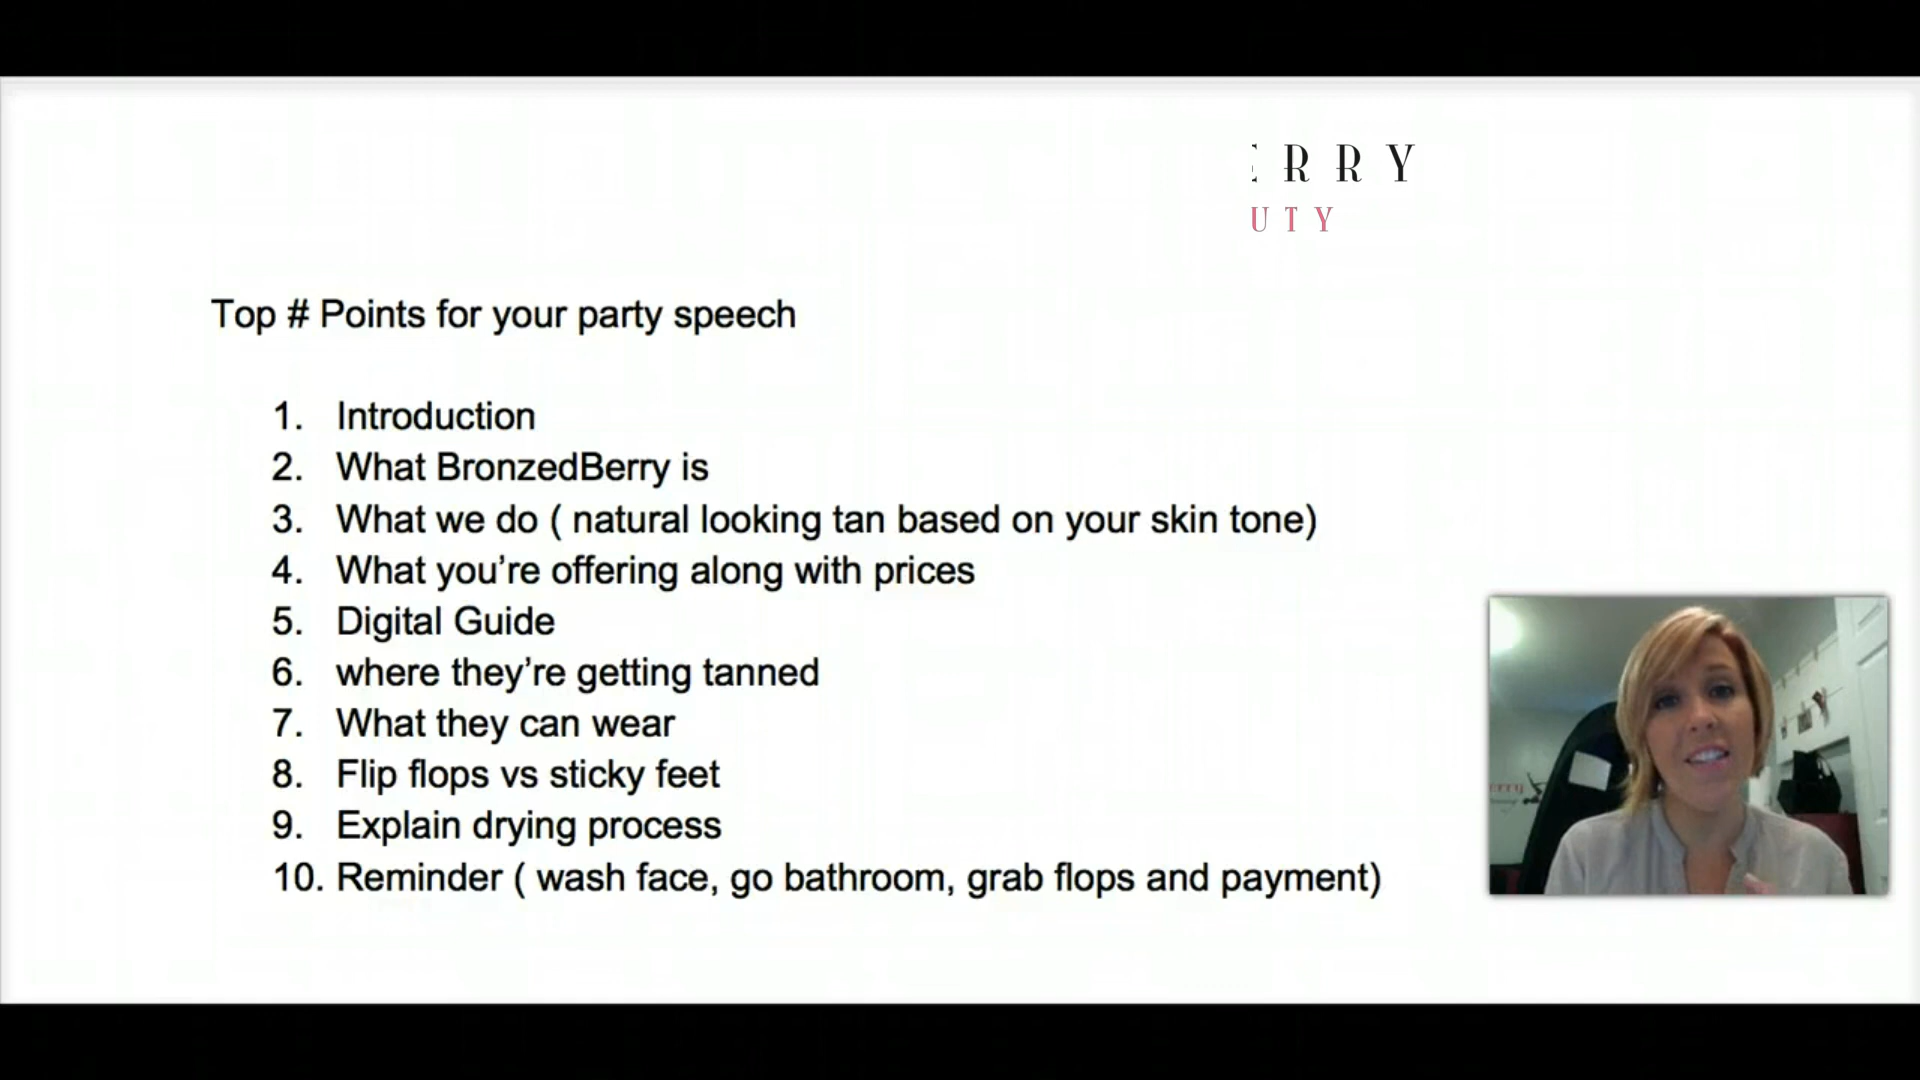 RRY
UTY
Top # Points for your party speech
1. Introduction
2. What BronzedBerry is
3. What we do ( natural looking tan based on your skin tone)
4. What you’re offering along with prices
5. Digital Guide
6. where they’re getting tanned
7. What they can wear
8. Flip flops vs sticky feet
9. Explain drying process
10. Reminder ( wash face, go bathroom, grab flops and payment)
erry